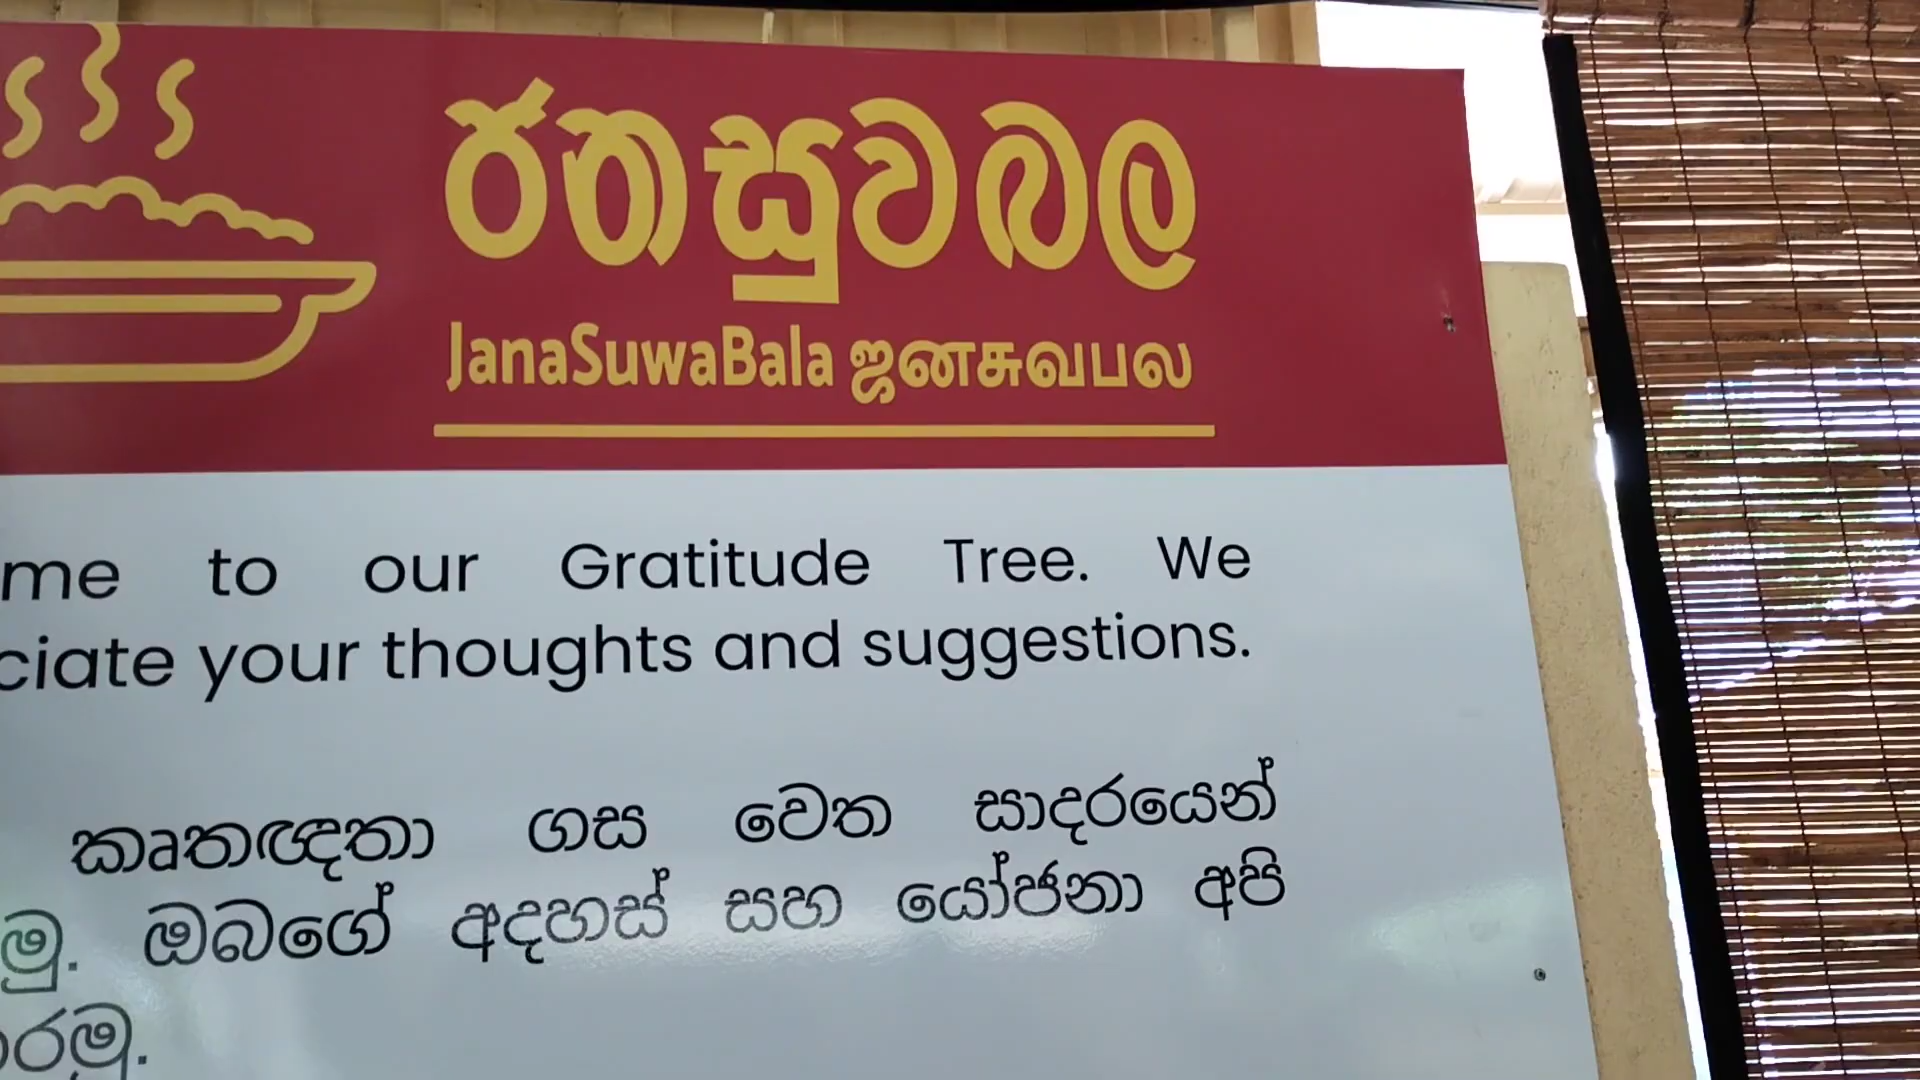 ජනසුවබල
JanaSuwaBala ஜனசுவபல
me to our Gratitude Tree. We
ciate your thoughts and suggestions.
කෘතඥතා ගස වෙත සාදරයෙන්
මු. ඔබගේ අදහස් සහ යෝජනා අපි
රමු.